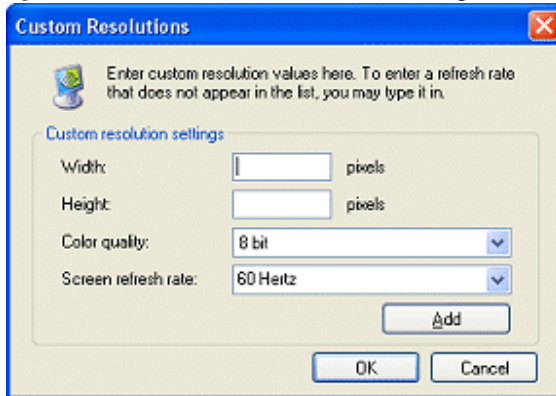 Custom Resolutions
Enter custom resolution values here. To enter a refresh rate
that does not appear in the list, you may type it in.
Custom resolution settings
Width:
pixels
Height:
pixels
Color quality:
8 bit
Screen refresh rate:
60 Hertz
Add
OK
Cancel